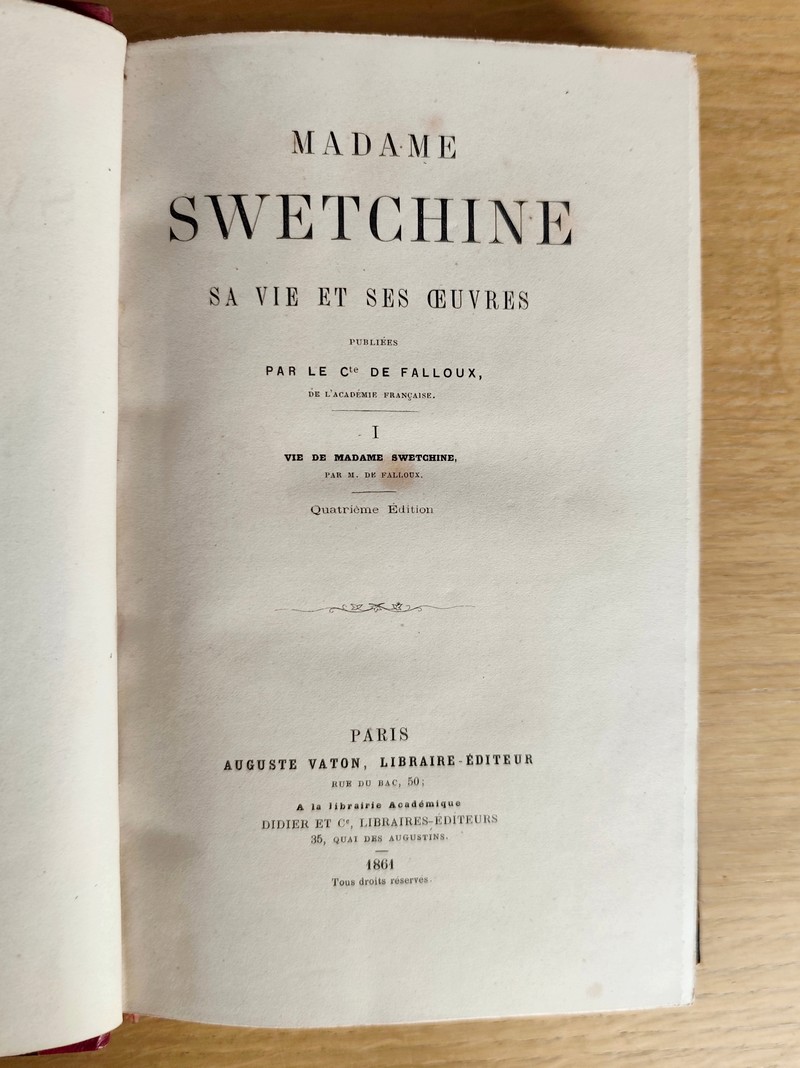 MADAME
SWETCHINE
SA VIE ET SES ŒUVRES
PUBLIÉES
PAR LE Cte DE FALLOUX,
DE L'ACADÉMIE FRANÇAISE.
I
VIE DE MADAME SWETCHINE,
PAR M. DE FALLOUX.
Quatrième Édition
PARIS
AUGUSTE VATON, LIBRAIRE-ÉDITEUR
RUE DU BAC, 50;
A la librairie Académique
DIDIER ET Ce, LIBRAIRES-ÉDITEURS
35, QUAI DES AUGUSTINS.
1861
Tous droits réservés.